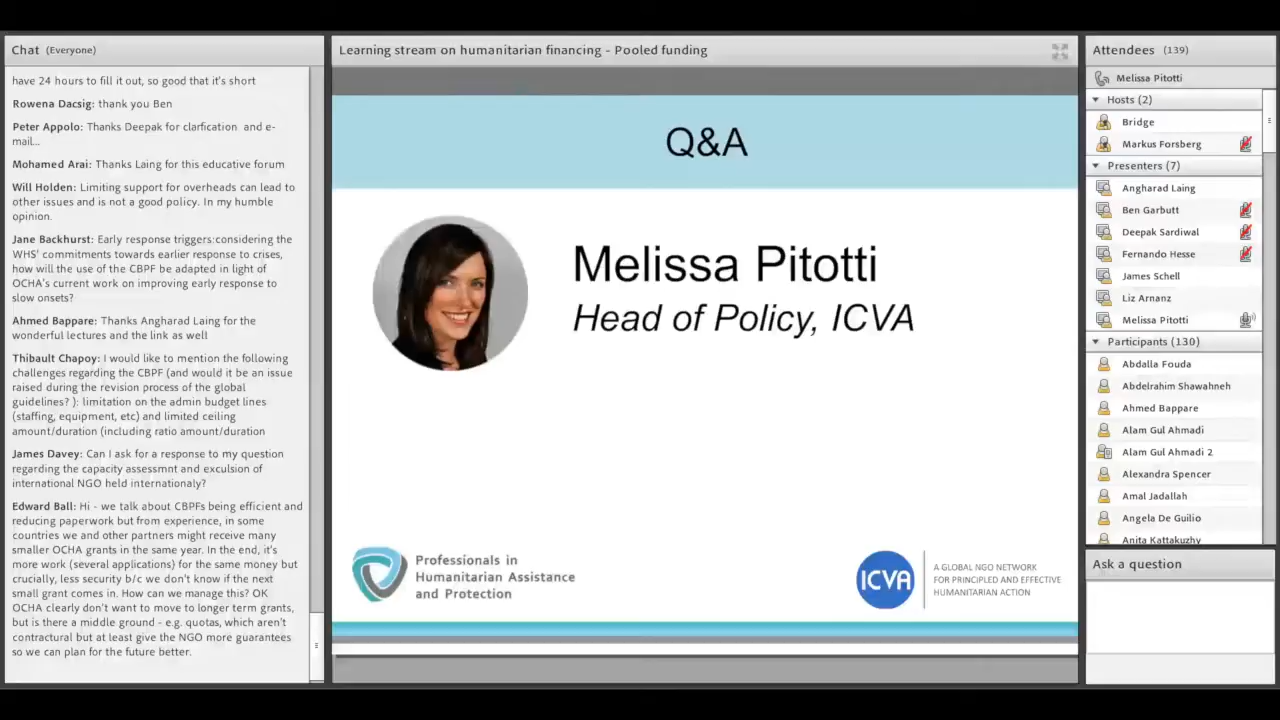 Chat (Everyone)
have 24 hours to fill it out, so good that it's short
Rowena Dacsig: thank you Ben
Peter Appolo: Thanks Deepak for clarfication and e-
mail...
Mohamed Arai: Thanks Laing for this educative forum
Will Holden: Limiting support for overheads can lead to
other issues and is not a good policy. In my humble
opinion.
Jane Backhurst: Early response triggers:considering the
WHS' commitments towards earlier response to crises,
how will the use of the CBPF be adapted in light of
OCHA's current work on improving early response to
slow onsets?
Ahmed Bappare: Thanks Angharad Laing for the
wonderful lectures and the link as well
Thibault Chapoy: I would like to mention the following
challenges regarding the CBPF (and would it be an issue
raised during the revision process of the global
guidelines? ): limitation on the admin budget lines
(staffing, equipment, etc) and limited ceiling
amount/duration (including ratio amount/duration
James Davey: Can I ask for a response to my question
regarding the capacity assessmnt and exculsion of
international NGO held internationaly?
Edward Ball: Hi - we talk about CBPFs being efficient and
reducing paperwork but from experience, in some
countries we and other partners might receive many
smaller OCHA grants in the same year. In the end, it's
more work (several applications) for the same money but
crucially, less security b/c we don't know if the next
small grant comes in. How can we manage this? OK
OCHA clearly don't want to move to longer term grants,
but is there a middle ground - e.g. quotas, which aren't
contractural but at least give the NGO more guarantees
so we can plan for the future better.
Learning stream on humanitarian financing - Pooled funding
Q&A
Melissa Pitotti
Head of Policy, ICVA
Professionals in
Humanitarian Assistance
and Protection
ICVA
A GLOBAL NGO NETWORK
FOR PRINCIPLED AND EFFECTIVE
HUMANITARIAN ACTION
Attendees (139)
Melissa Pitotti
Hosts (2)
Bridge
Markus Forsberg
Presenters (7)
Angharad Laing
Ben Garbutt
Deepak Sardiwal
Fernando Hesse
James Schell
Liz Arnanz
Melissa Pitotti
Participants (130)
Abdalla Fouda
Abdelrahim Shawahneh
Ahmed Bappare
Alam Gul Ahmadi
Alam Gul Ahmadi 2
Alexandra Spencer
Amal Jadallah
Angela De Guilio
Anita Kattakuzhy
Ask a question